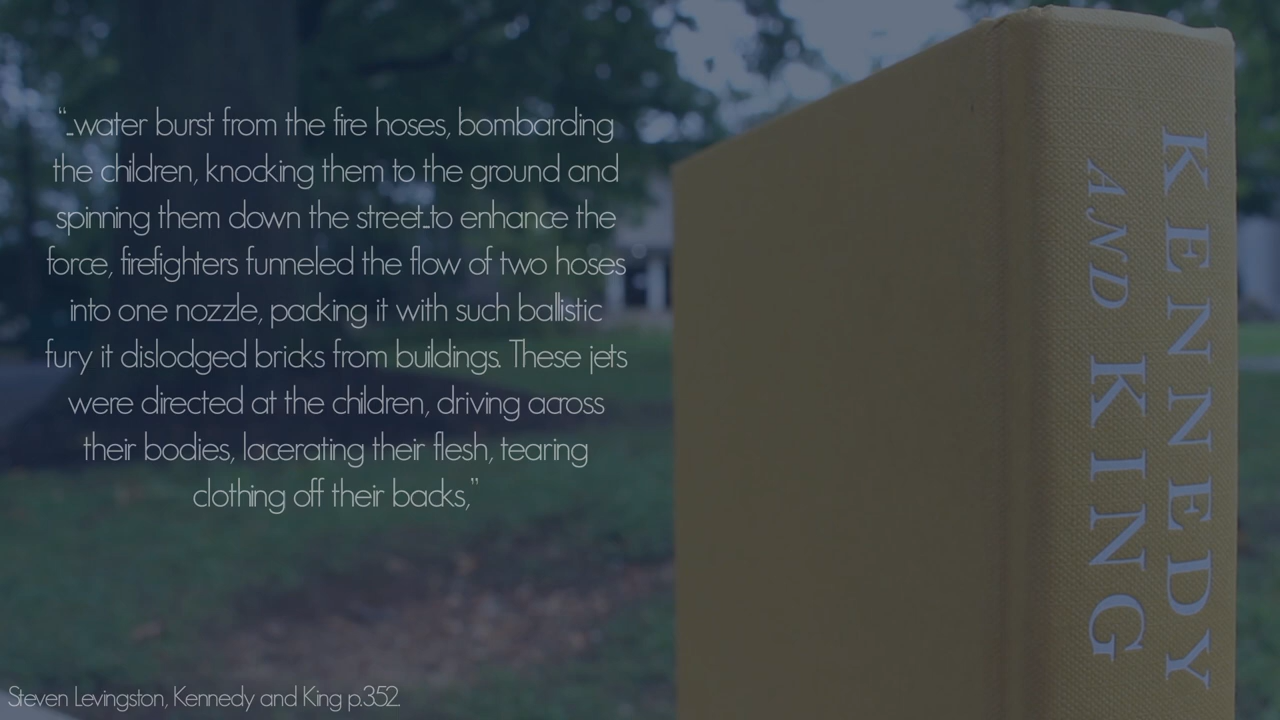 “...water burst from the fire hoses, bombarding
the children, knocking them to the ground and
spinning them down the street...to enhance the
force, firefighters funneled the flow of two hoses
into one nozzle, packing it with such ballistic
fury it dislodged bricks from buildings. These jets
were directed at the children, driving across
their bodies, lacerating their flesh, tearing
clothing off their backs,”
KENNEDY
AND KING
Steven Levingston, Kennedy and King p.352.